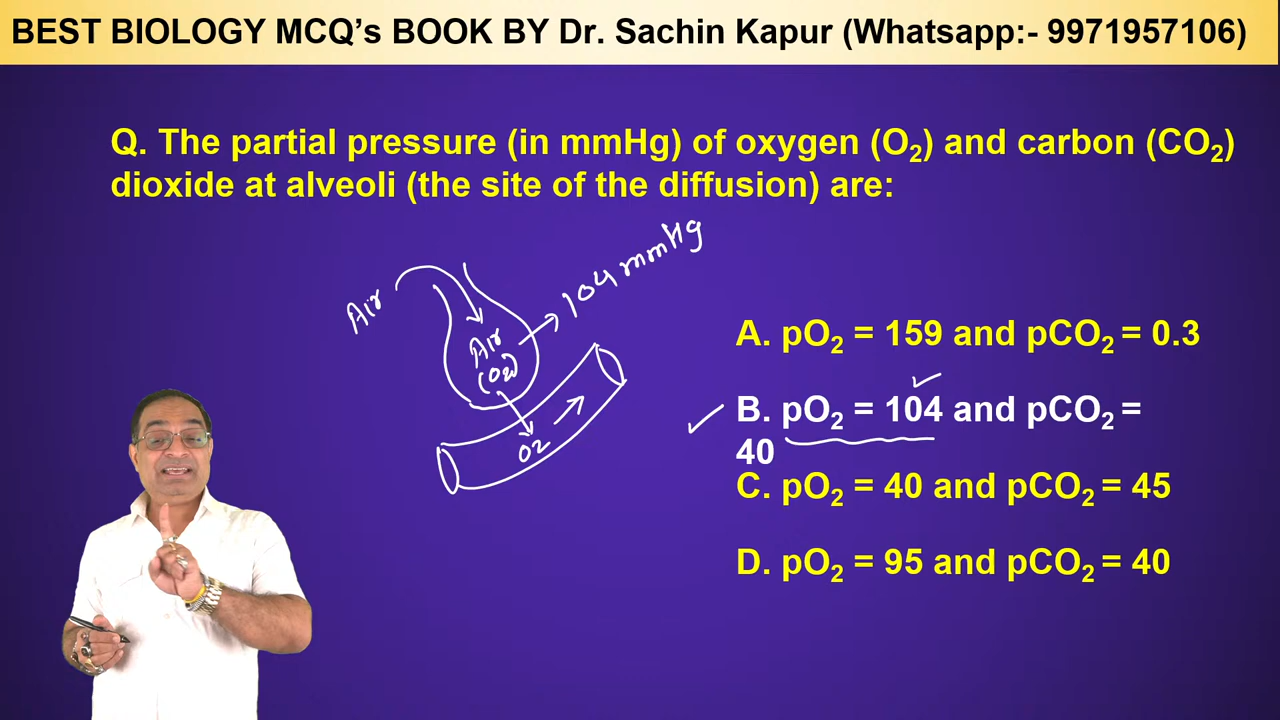 BEST BIOLOGY MCQ's BOOK BY Dr. Sachin Kapur (Whatsapp:- 9971957106)
Q. The partial pressure (in mmHg) of oxygen (O₂) and carbon (CO₂)
dioxide at alveoli (the site of the diffusion) are:
Air
104 mmHg
Air
(O2)
O2
A. pO₂ = 159 and pCO₂ = 0.3
B. pO₂ = 104 and pCO₂ =
40
C. pO₂ = 40 and pCO₂ = 45
D. pO₂ = 95 and pCO₂ = 40